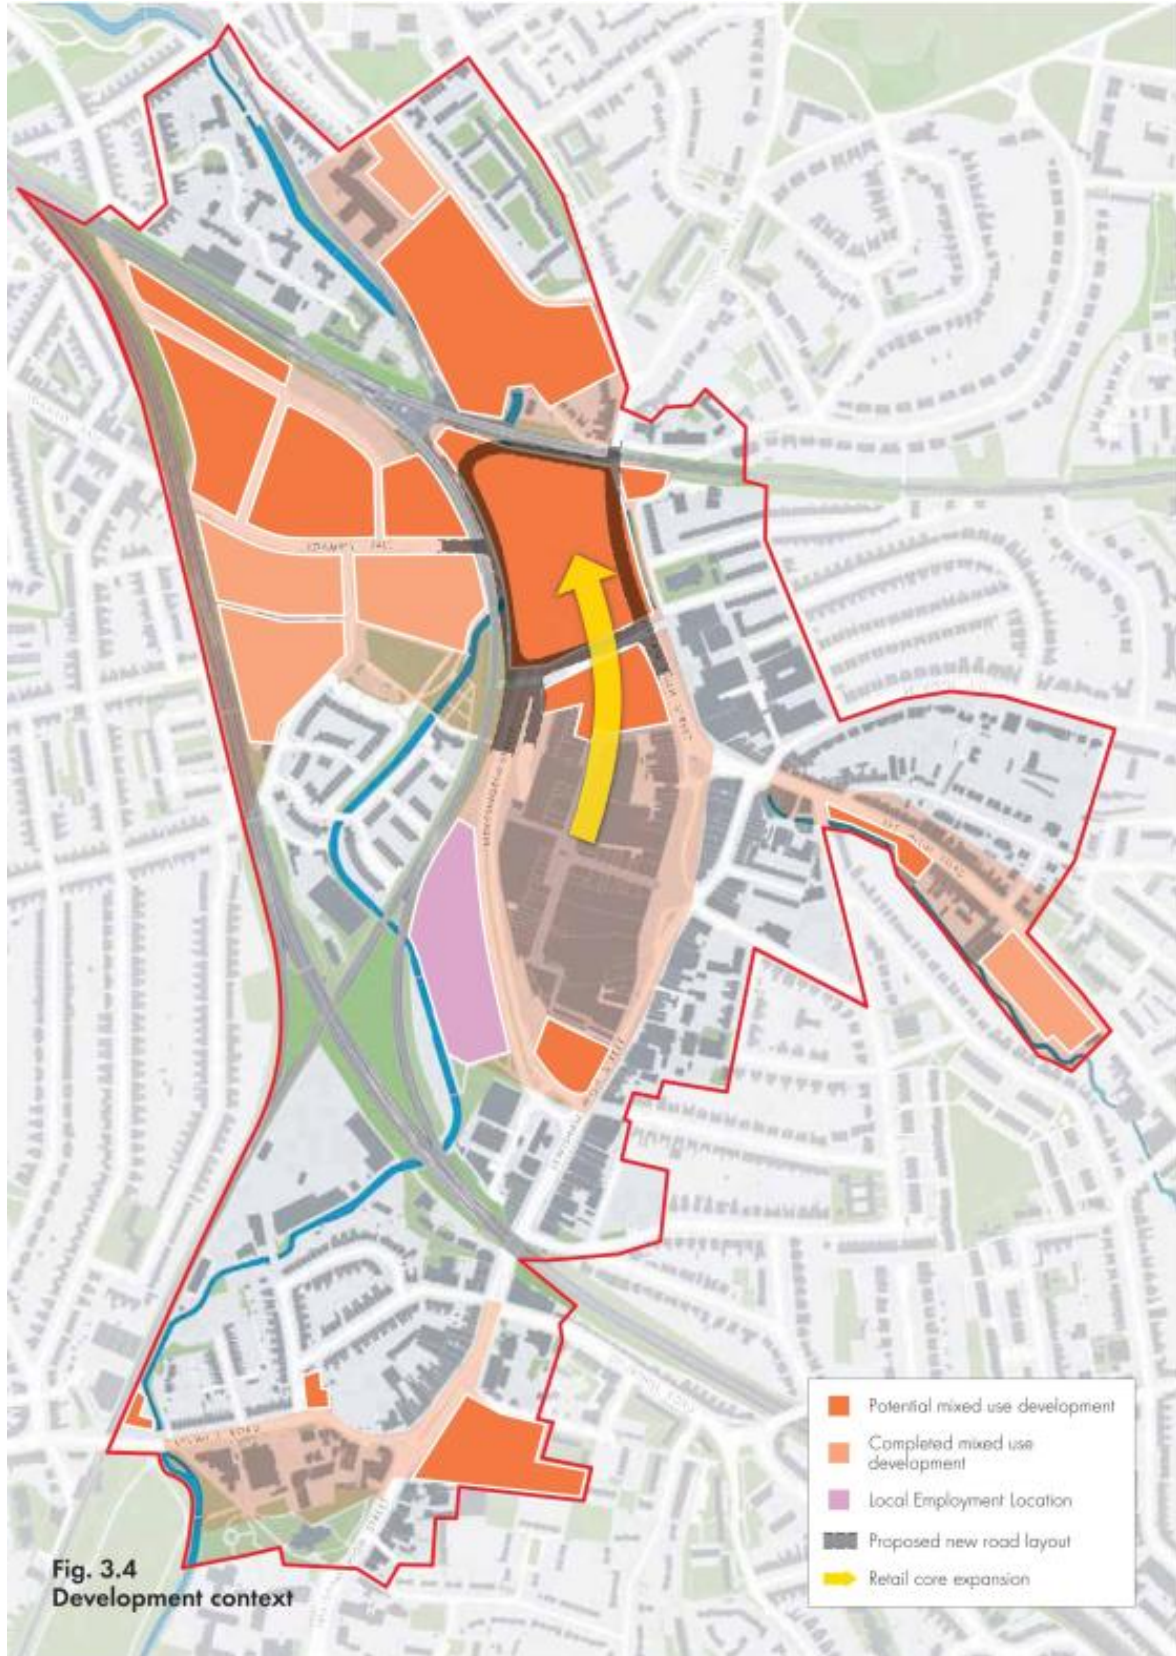 Potential mixed use development
Completed mixed use
development
Local Employment Location
Proposed new road layout
Retail core expansion
Fig. 3.4
Development context